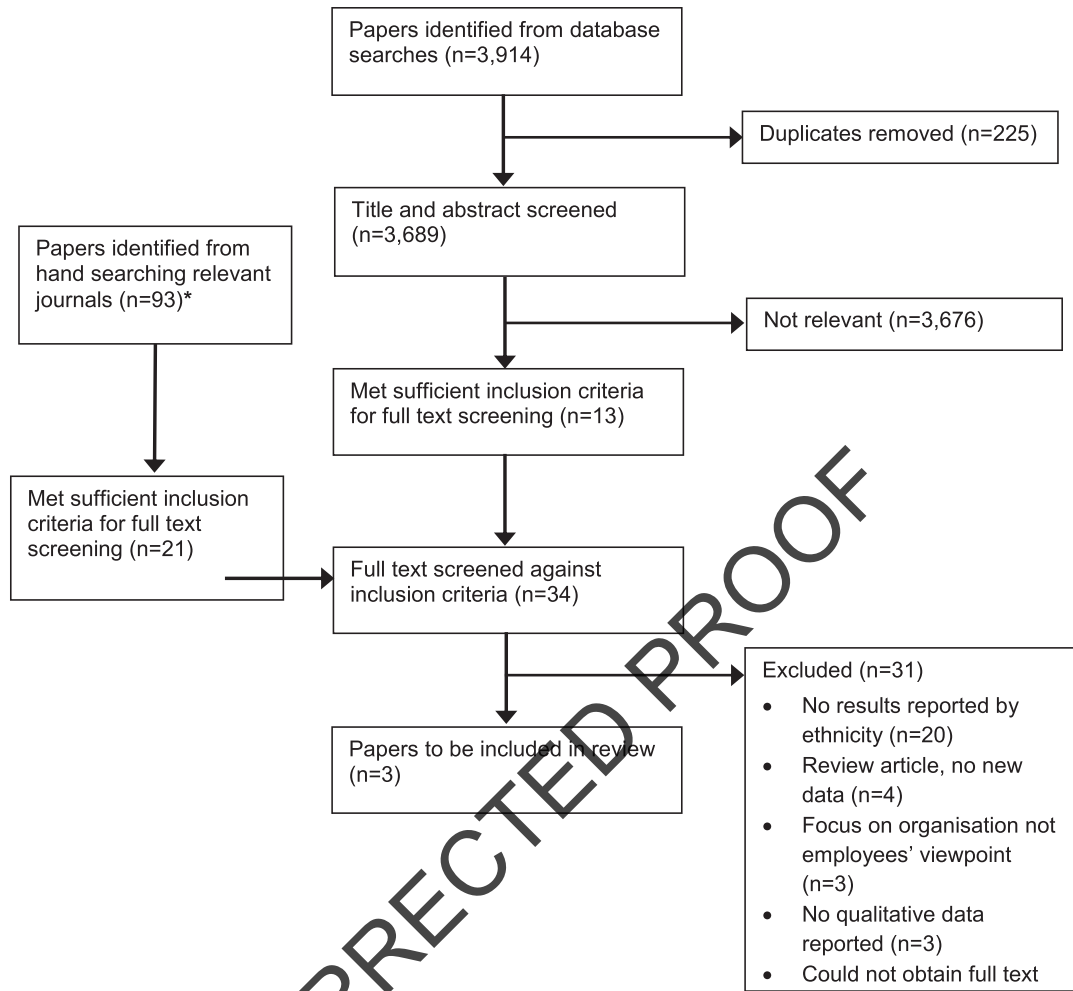 Papers identified from database
searches (n=3,914)
Duplicates removed (n=225)
Title and abstract screened
(n=3,689)
Papers identified from
hand searching relevant
journals (n=93)*
Not relevant (n=3,676)
Met sufficient inclusion criteria
for full text screening (n=13)
Met sufficient inclusion
criteria for full text
screening (n=21)
Full text screened against
inclusion criteria (n=34)
Excluded (n=31)
• No results reported by
ethnicity (n=20)
• Review article, no new
data (n=4)
• Focus on organisation not
employees' viewpoint
(n=3)
• No qualitative data
reported (n=3)
• Could not obtain full text
Papers to be included in review
(n=3)
RRECTED PROOF